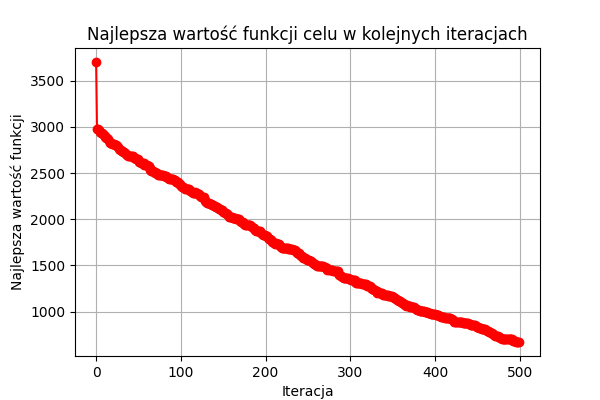 Najlepsza wartość funkcji celu w kolejnych iteracjach
Najlepsza wartość funkcji
3500
3000
2500
2000
1500
1000
0 100 200 300 400 500
Iteracja